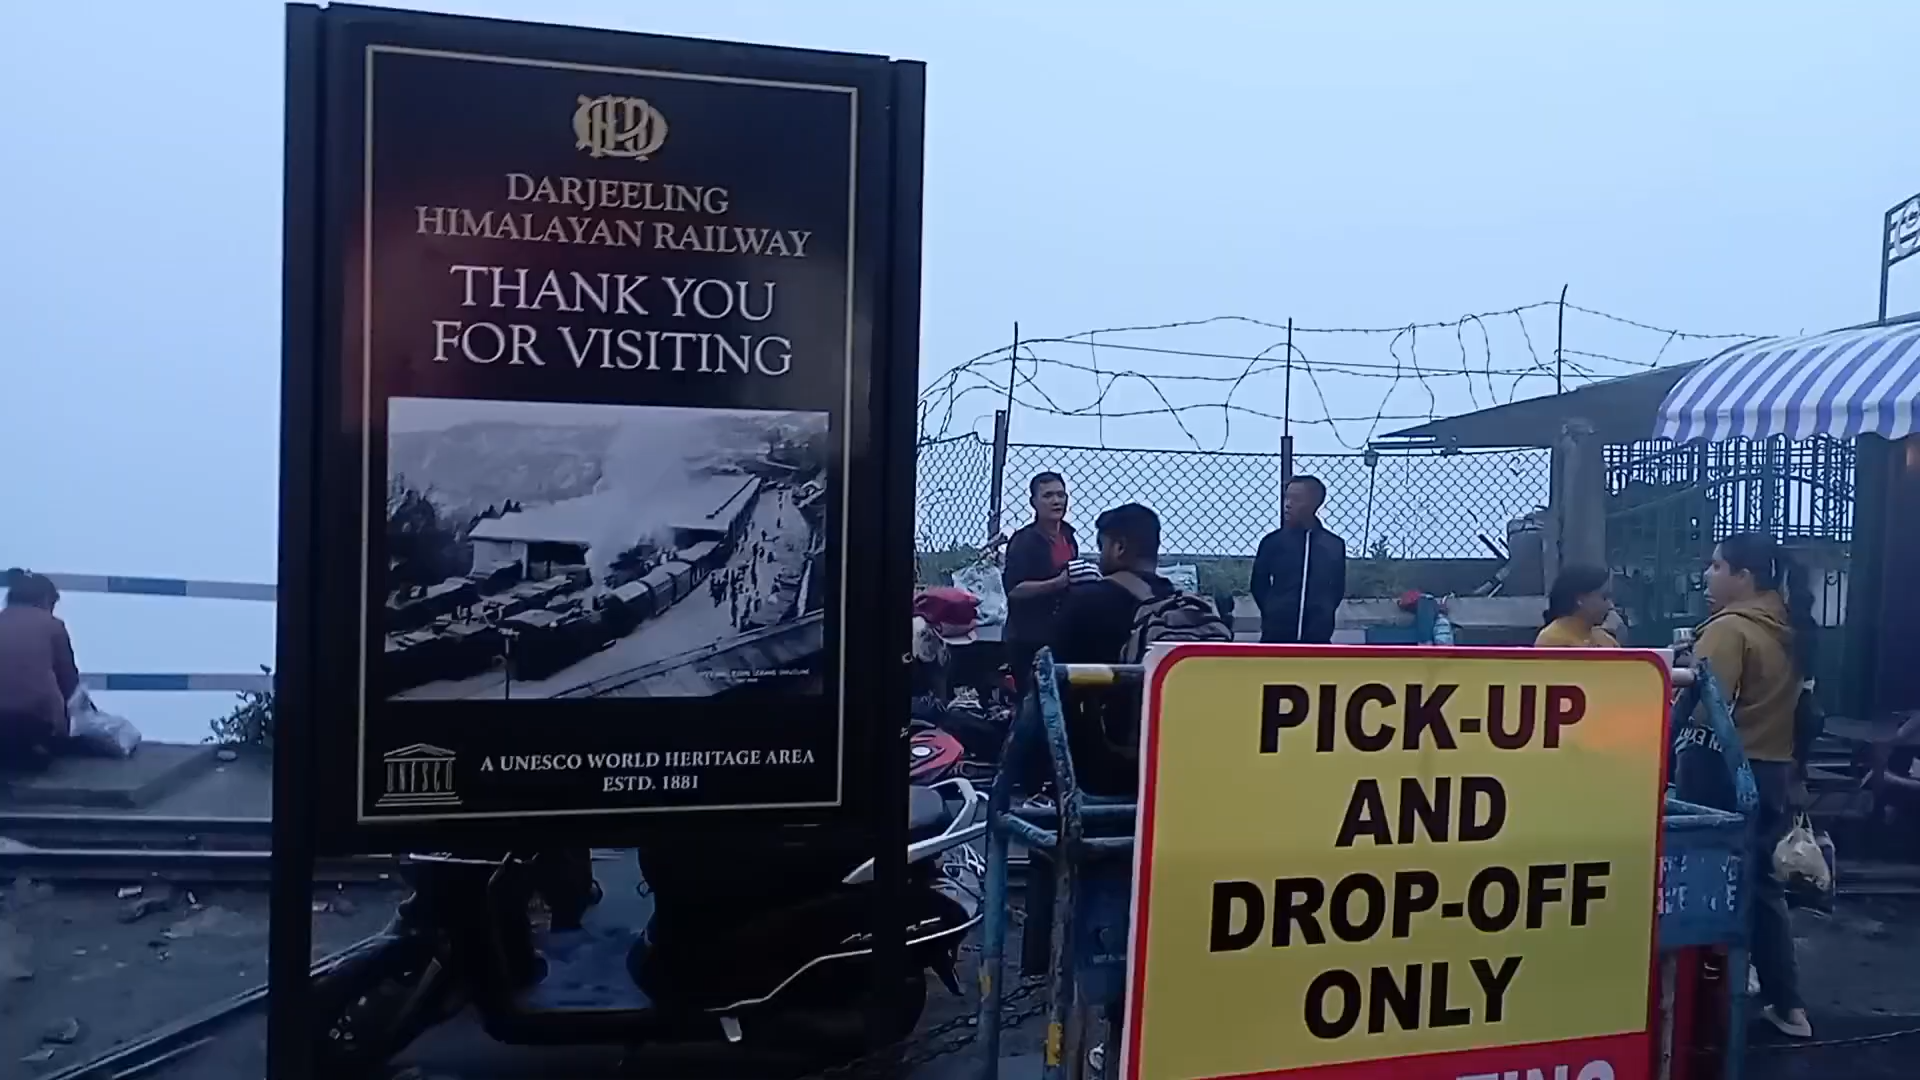 DHR
DARJEELING
HIMALAYAN RAILWAY
THANK YOU
FOR VISITING
UNESCO
A UNESCO WORLD HERITAGE AREA
ESTD. 1881
PICK-UP
AND
DROP-OFF
ONLY